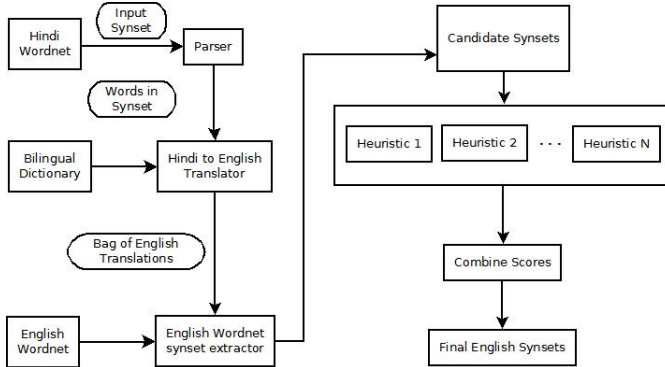 Input
Synset
Hindi
Wordnet
Parser
Words in
Synset
Bilingual
Dictionary
Hindi to English
Translator
Bag of English
Translations
English
Wordnet
English Wordnet
synset extractor
Candidate Synsets
Heuristic 1
Heuristic 2
. . .
Heuristic N
Combine Scores
Final English Synsets